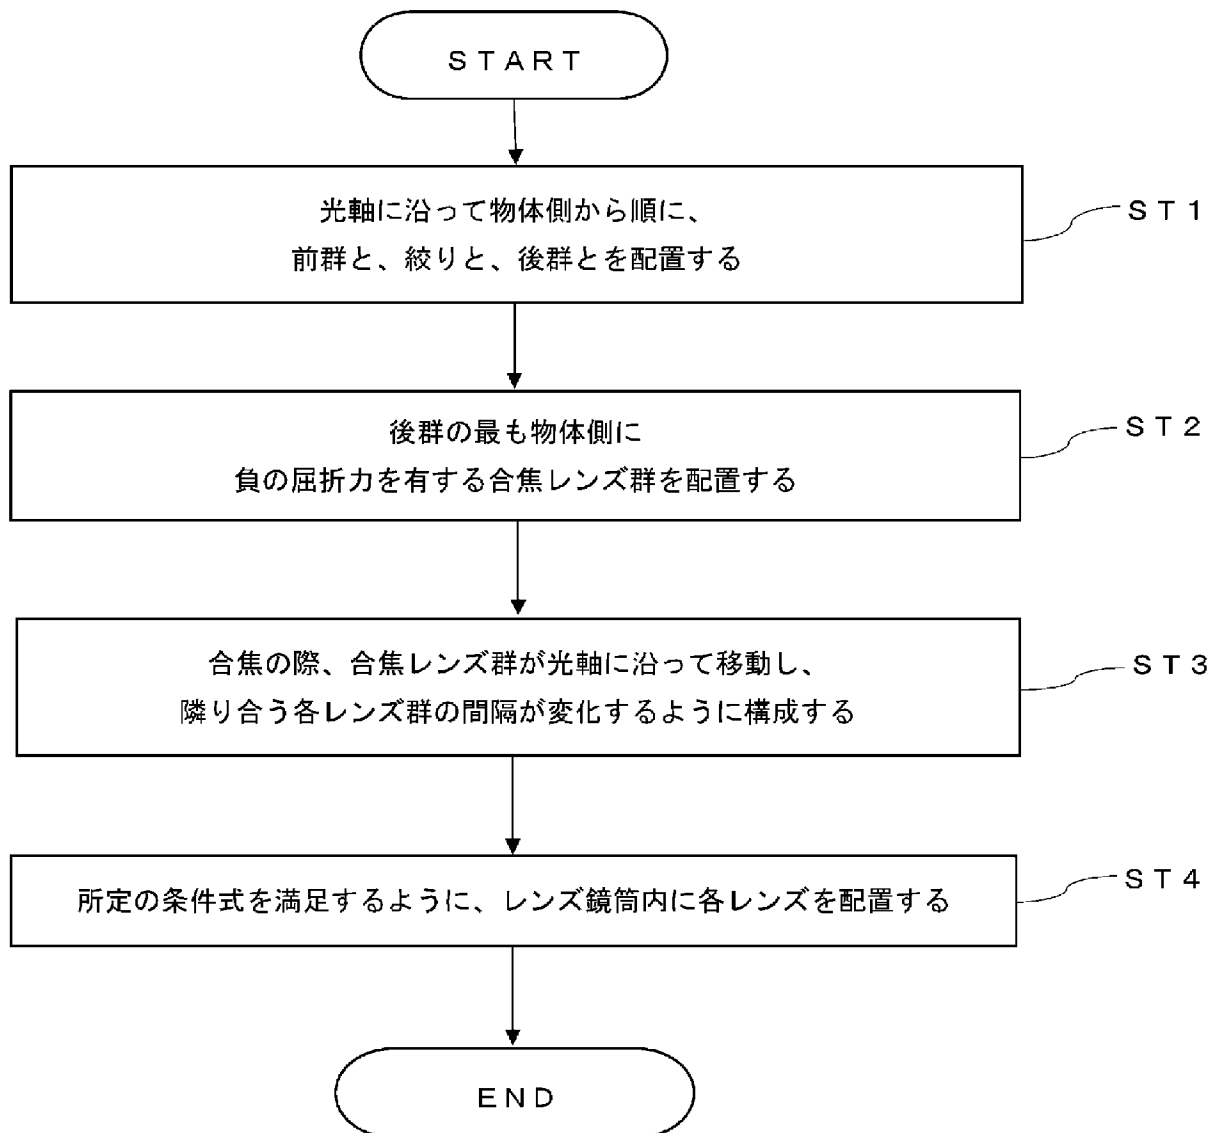 START
光軸に沿って物体側から順に、
前群と、絞りと、後群とを配置する
ST1
後群の最も物体側に
負の屈折力を有する合焦レンズ群を配置する
ST2
合焦の際、合焦レンズ群が光軸に沿って移動し、
隣り合う各レンズ群の間隔が変化するように構成する
ST3
所定の条件式を満足するように、レンズ鏡筒内に各レンズを配置する
ST4
END